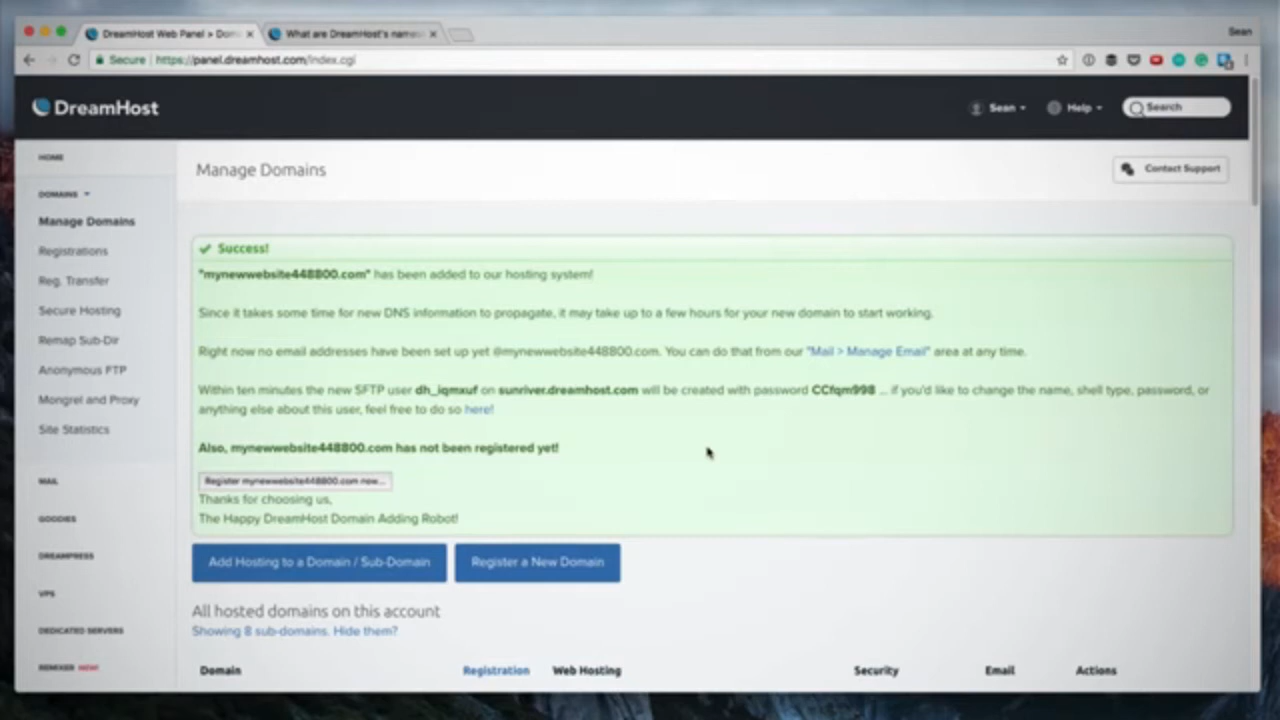 Sean
DreamHost Web Panel > Dom
What are DreamHost's names
Secure https://panel.dreamhost.com/index.cgi
DreamHost
Sean
Help
Search
HOME
Manage Domains
Contact Support
DOMAINS
Manage Domains
Registrations
Reg. Transfer
Secure Hosting
Remap Sub-Dir
Anonymous FTP
Mongrel and Proxy
Site Statistics
MAIL
GOODIES
DREAMPRESS
VPS
DEDICATED SERVERS
REMIXER NEW!
Success!
"mynewwebsite448800.com" has been added to our hosting system!
Since it takes some time for new DNS information to propagate, it may take up to a few hours for your new domain to start working.
Right now no email addresses have been set up yet @mynewwebsite448800.com. You can do that from our "Mail > Manage Email" area at any time.
Within ten minutes the new SFTP user dh_iqmxuf on sunriver.dreamhost.com will be created with password CCfqm998 ... if you'd like to change the name, shell type, password, or
anything else about this user, feel free to do so here!
Also, mynewwebsite448800.com has not been registered yet!
Register mynewwebsite448800.com now...
Thanks for choosing us,
The Happy DreamHost Domain Adding Robot!
Add Hosting to a Domain / Sub-Domain
Register a New Domain
All hosted domains on this account
Showing 8 sub-domains. Hide them?
Domain Registration Web Hosting Security Email Actions